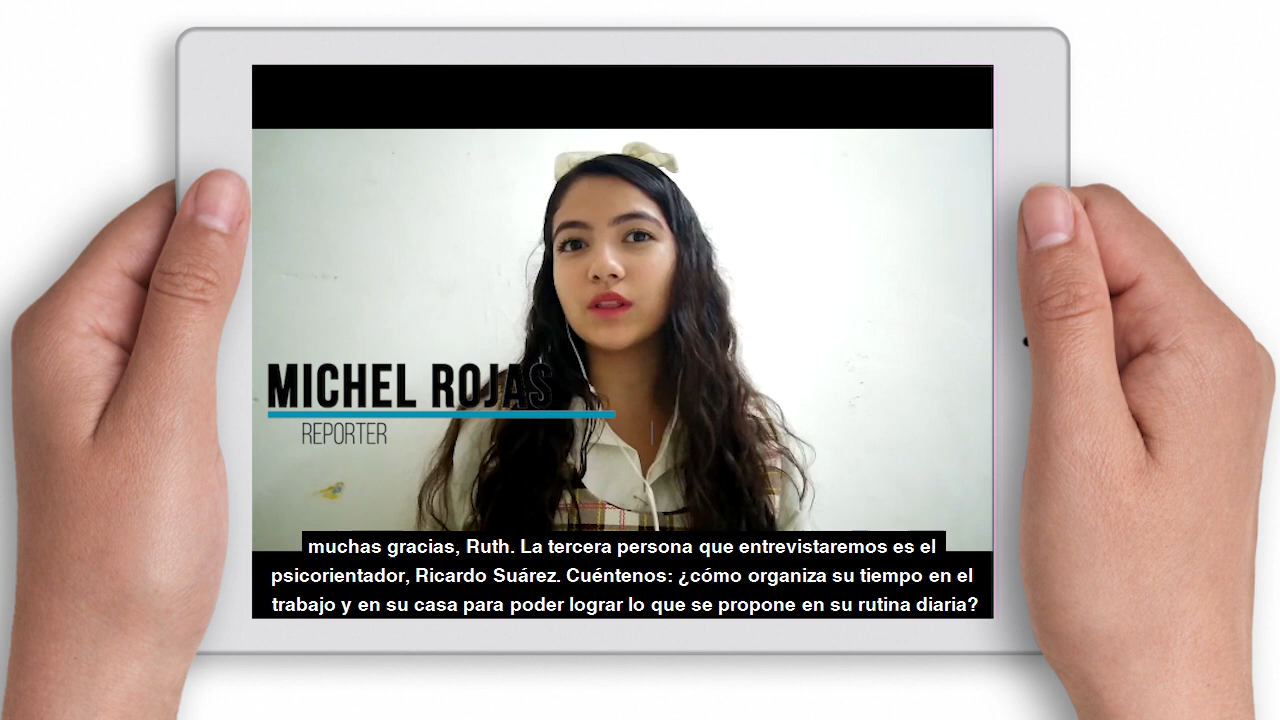 MICHEL ROJAS
REPORTER
muchas gracias, Ruth. La tercera persona que entrevistaremos es el
psicorientador, Ricardo Suárez. Cuéntenos: ¿cómo organiza su tiempo en el
trabajo y en su casa para poder lograr lo que se propone en su rutina diaria?